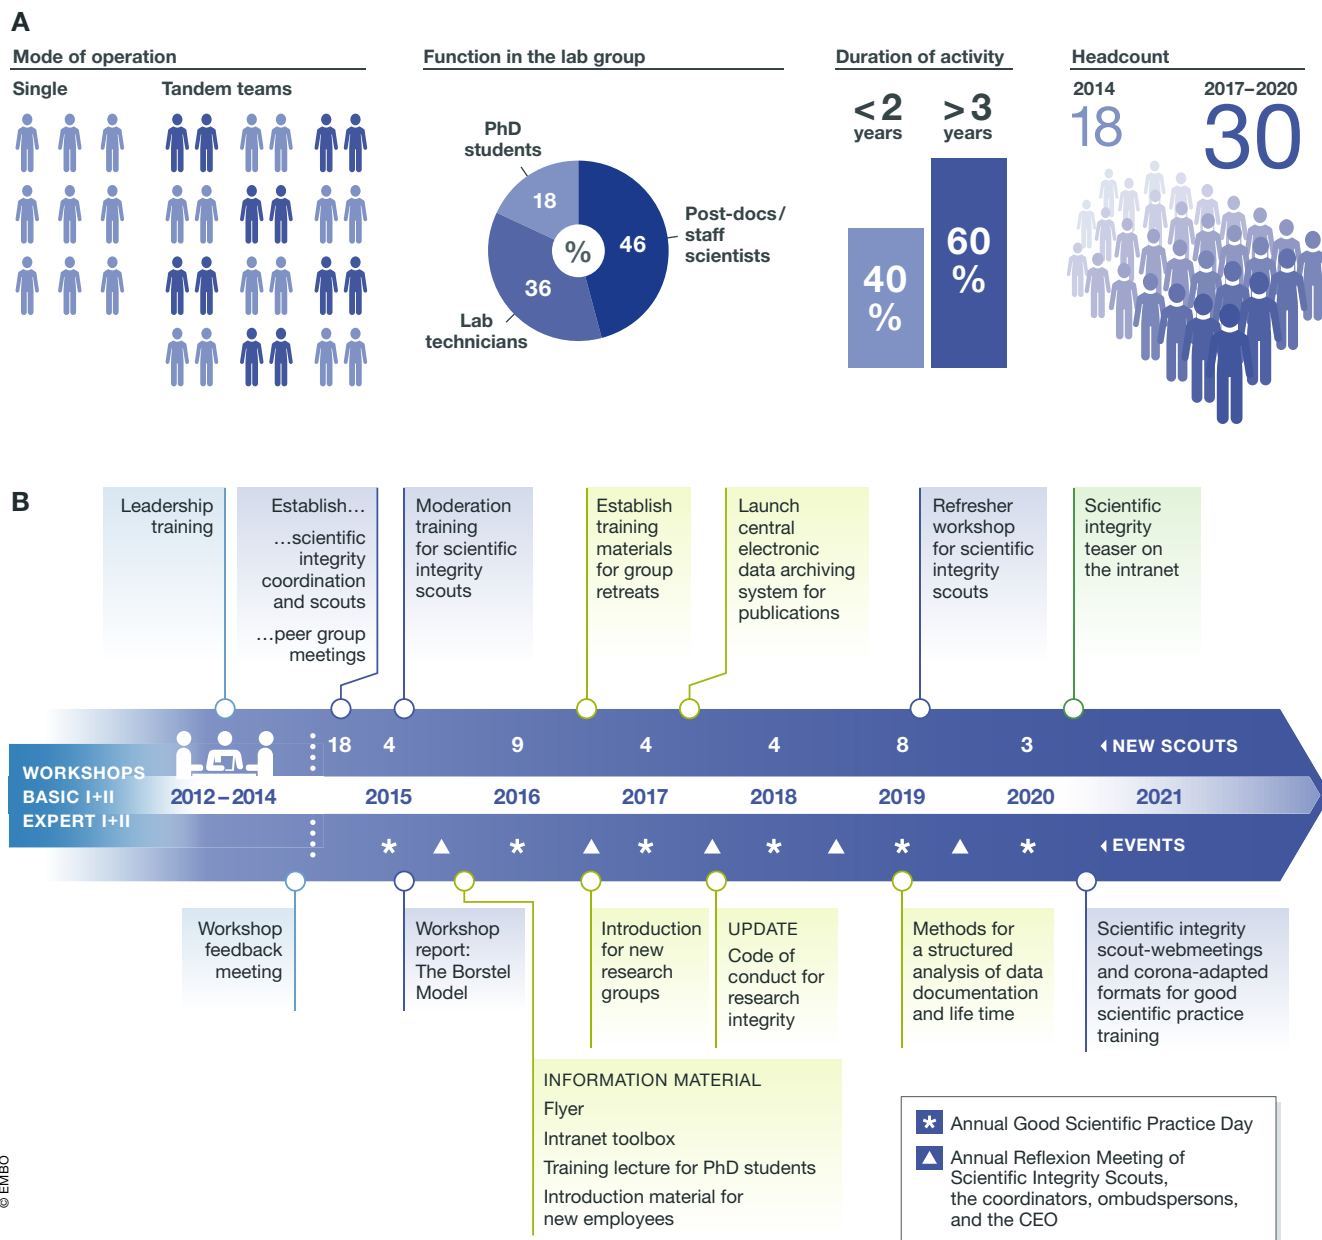 A
Mode of operation
Single
Tandem teams
Function in the lab group
PhD
students
18
46
36
%
Post-docs/
staff
scientists
Lab
technicians
Duration of activity
<2
years
>3
years
40
%
60
%
Headcount
2014
18
2017–2020
30
B
Leadership
training
Establish…
…scientific
integrity
coordination
and scouts
…peer group
meetings
Moderation
training
for scientific
integrity
scouts
Establish
training
materials
for group
retreats
Launch
central
electronic
data archiving
system for
publications
Refresher
workshop
for scientific
integrity
scouts
Scientific
integrity
teaser on
the intranet
18 4 9 4 4 8 3 NEW SCOUTS
WORKSHOPS
BASIC I+II
EXPERT I+II
2012–2014 2015 2016 2017 2018 2019 2020 2021
* * * * * * EVENTS
Workshop
feedback
meeting
Workshop
report:
The Borstel
Model
Introduction
for new
research
groups
UPDATE
Code of
conduct for
research
integrity
Methods for
a structured
analysis of data
documentation
and life time
Scientific integrity
scout-webmeetings
and corona-adapted
formats for good
scientific practice
training
INFORMATION MATERIAL
Flyer
Intranet toolbox
Training lecture for PhD students
Introduction material for
new employees
* Annual Good Scientific Practice Day
Annual Reflexion Meeting of
Scientific Integrity Scouts,
the coordinators, ombudspersons,
and the CEO
© EMBO